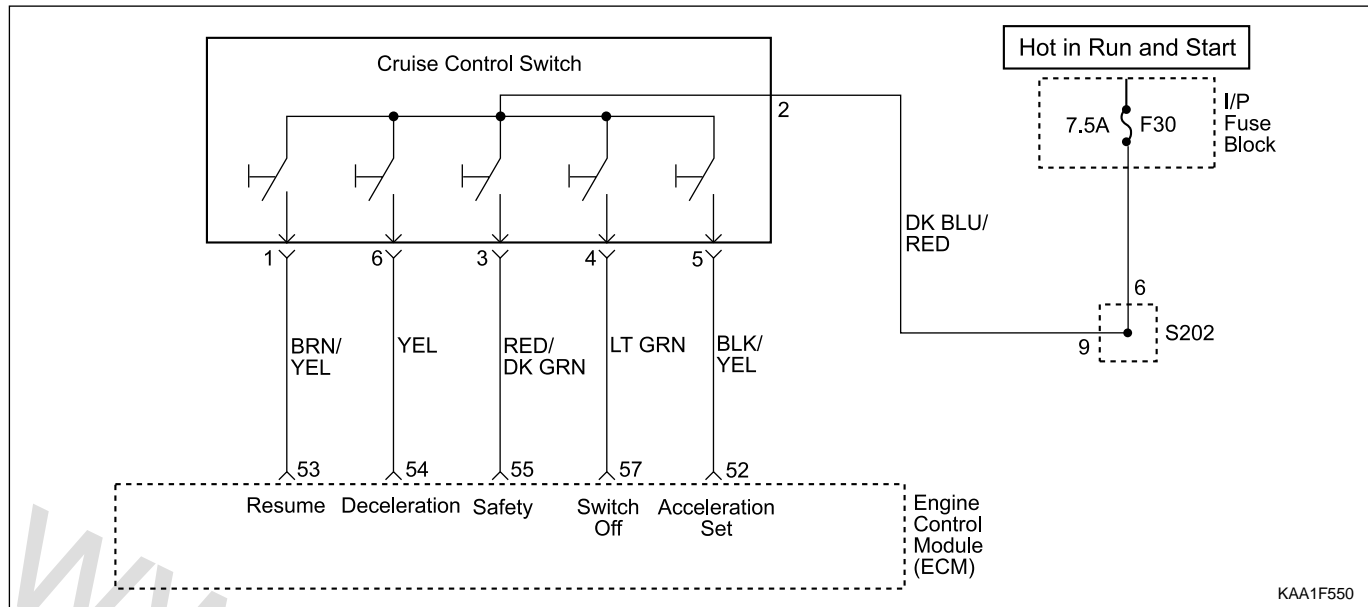 Hot in Run and Start
Cruise Control Switch
2
7.5A F30
I/P
Fuse
Block
DK BLU/
RED
1 6 3 4 5
6
S202
9
BRN/
YEL
YEL
RED/
DK GRN
LT GRN
BLK/
YEL
53 54 55 57 52
Resume Deceleration Safety Switch
Off Acceleration
Set
Engine
Control
Module
(ECM)
KAA1F550